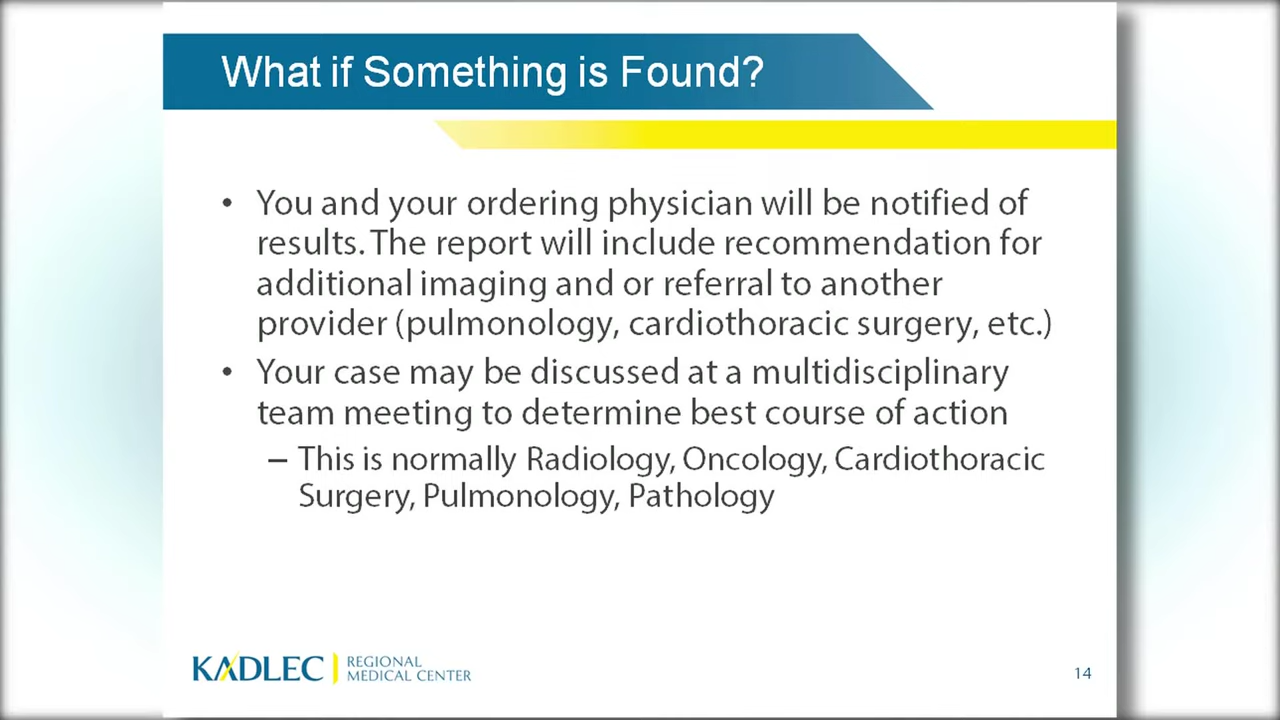 What if Something is Found?
• You and your ordering physician will be notified of
results. The report will include recommendation for
additional imaging and or referral to another
provider (pulmonology, cardiothoracic surgery, etc.)
• Your case may be discussed at a multidisciplinary
team meeting to determine best course of action
– This is normally Radiology, Oncology, Cardiothoracic
Surgery, Pulmonology, Pathology
KADLEC REGIONAL
MEDICAL CENTER
14